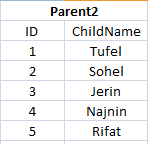 Parent2
ID ChildName
1 Tufel
2 Sohel
3 Jerin
4 Najnin
5 Rifat